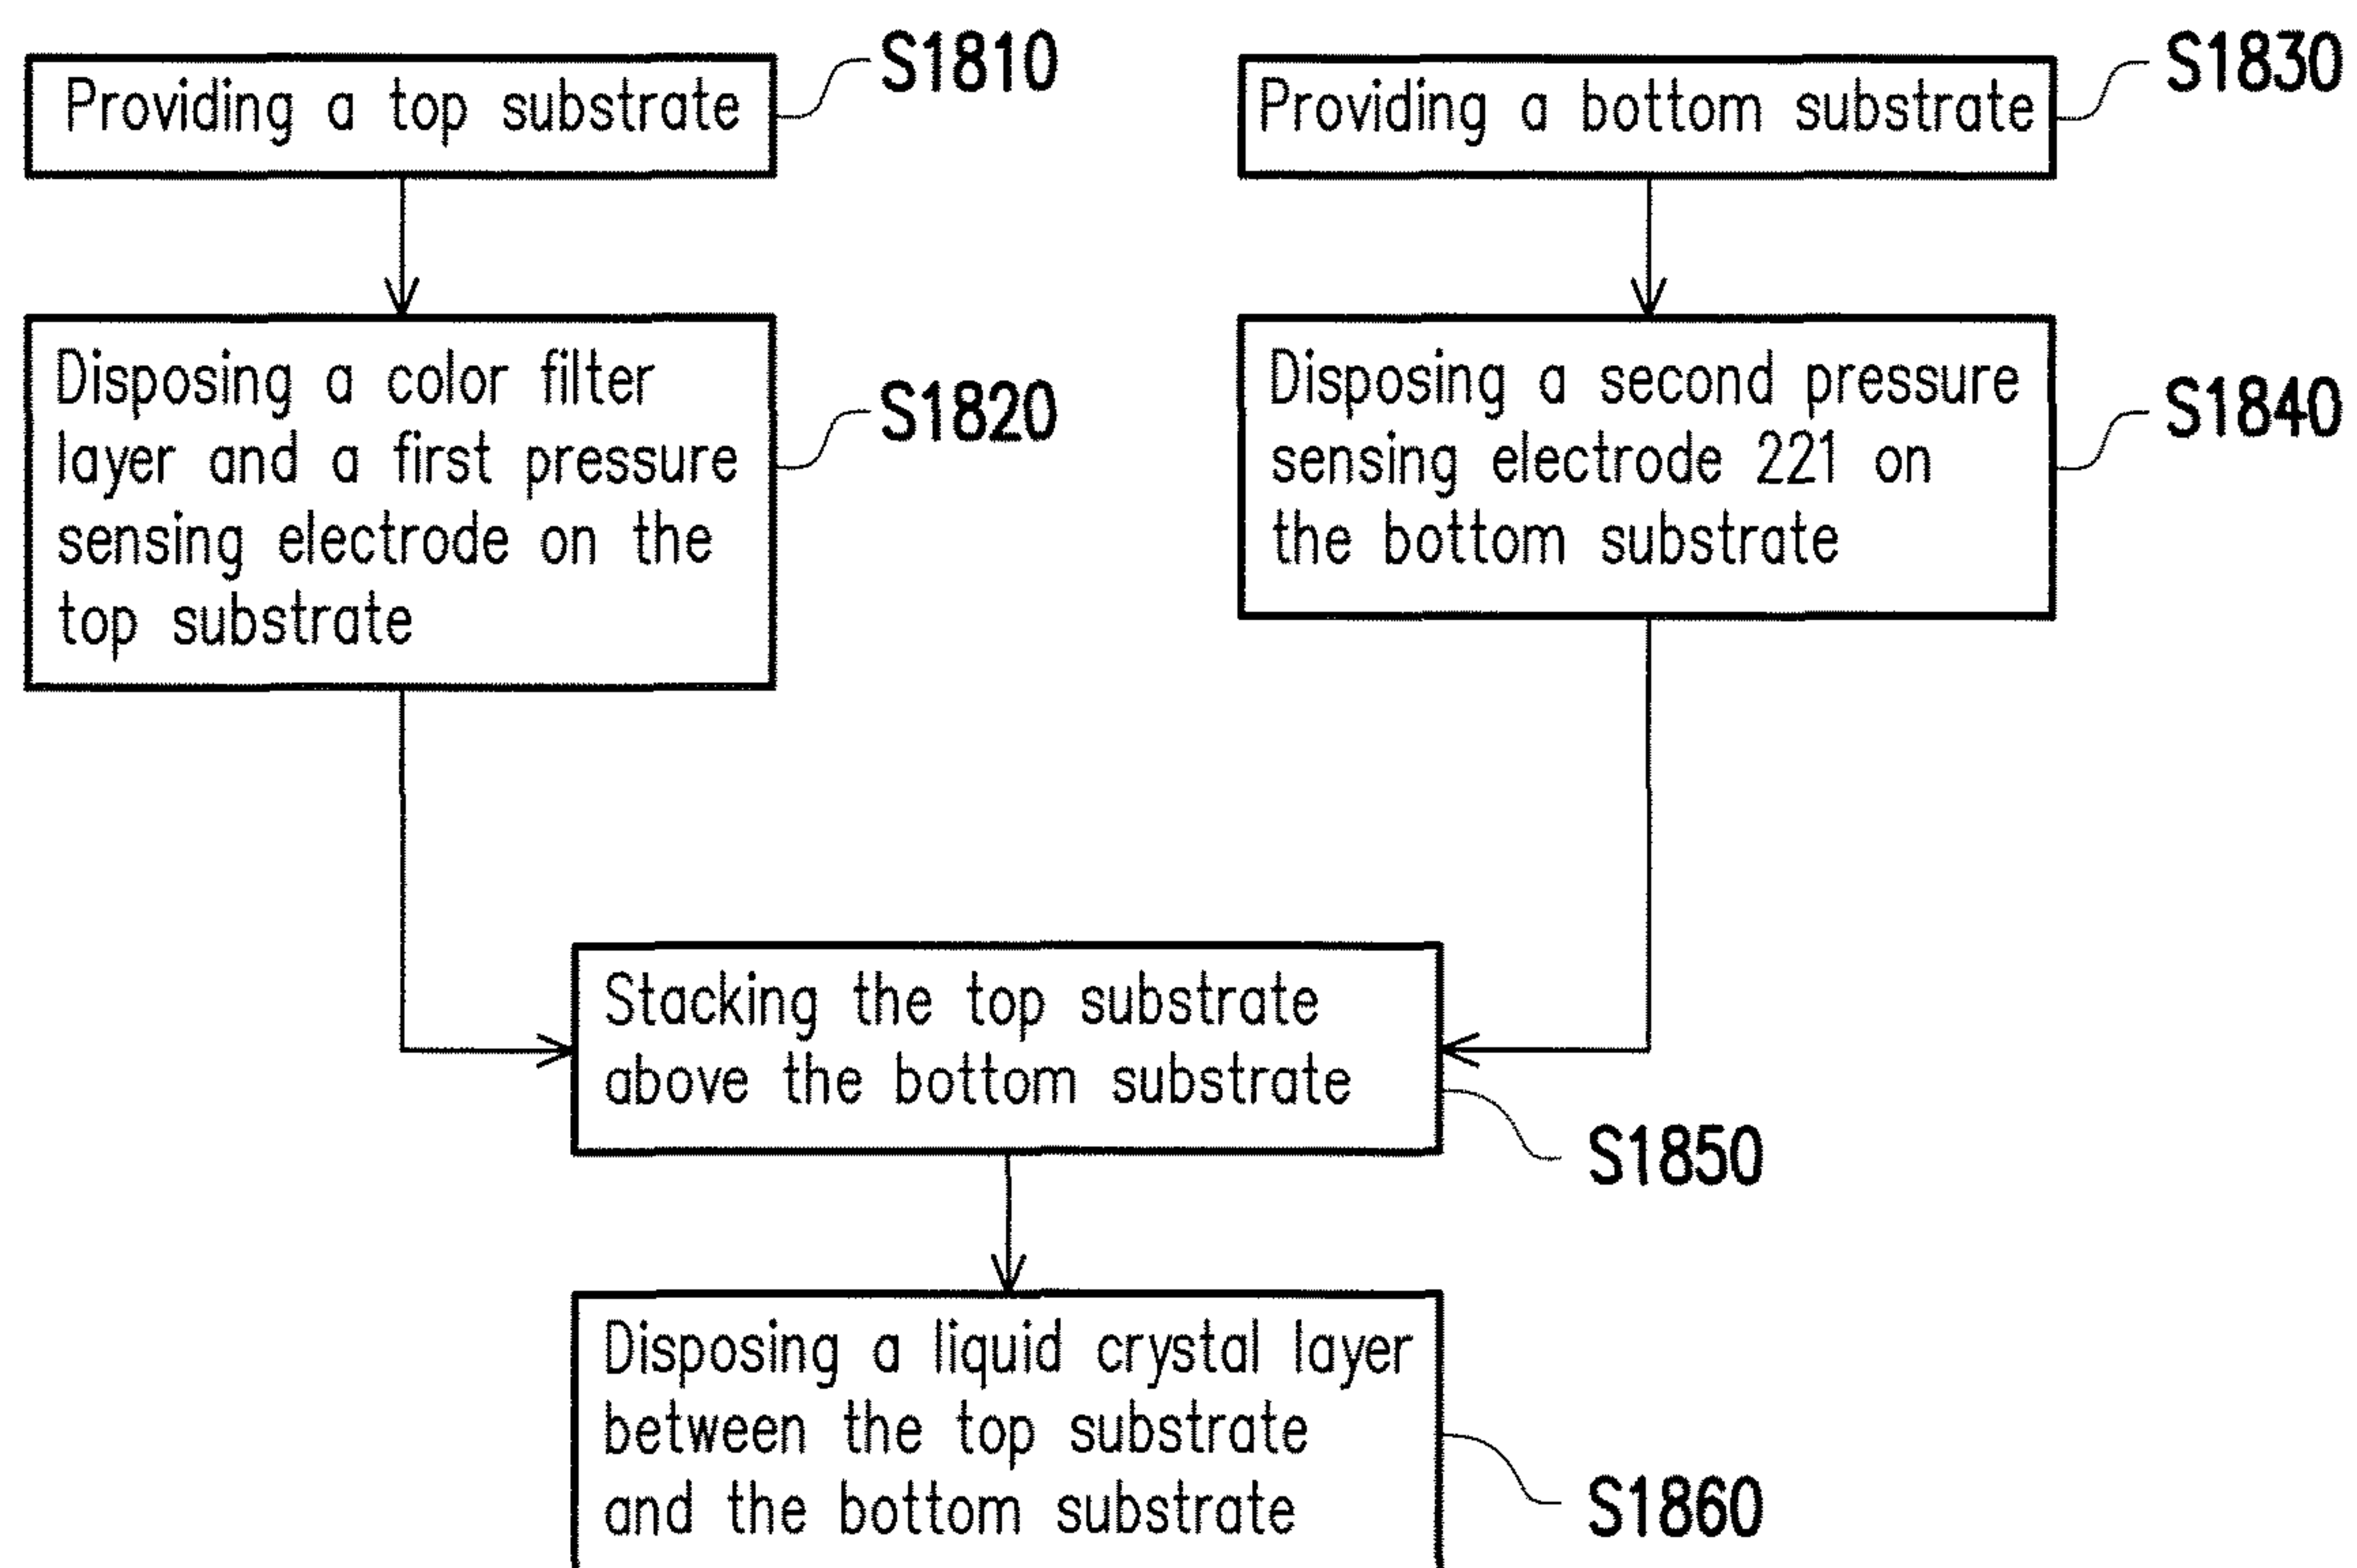 Providing a top substrate
S1810
Disposing a color filter
layer and a first pressure
sensing electrode on the
top substrate
S1820
Providing a bottom substrate
S1830
Disposing a second pressure
sensing electrode 221 on
the bottom substrate
S1840
Stacking the top substrate
above the bottom substrate
S1850
Disposing a liquid crystal layer
between the top substrate
and the bottom substrate
S1860